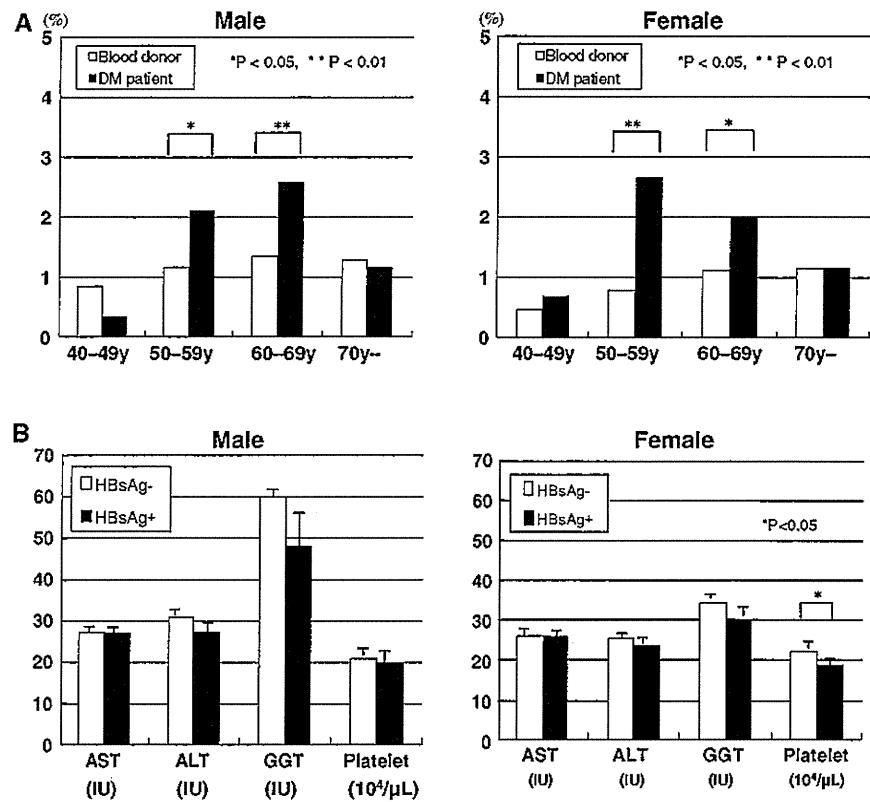 A
(%)
Male
5
4
3
2
1
0
Blood donor
DM patient
*P < 0.05, ** P < 0.01
*
**
40–49y 50–59y 60–69y 70y--
Female
5
4
3
2
1
0
Blood donor
DM patient
*P < 0.05, ** P < 0.01
**
*
40–49y 50–59y 60–69y 70y–
B
Male
70
60
50
40
30
20
10
0
HBsAg-
HBsAg+
AST ALT GGT Platelet
(IU) (IU) (IU) (10⁴/μL)
Female
70
60
50
40
30
20
10
0
HBsAg-
HBsAg+
*P<0.05
*
AST ALT GGT Platelet
(IU) (IU) (IU) (10⁴/μL)